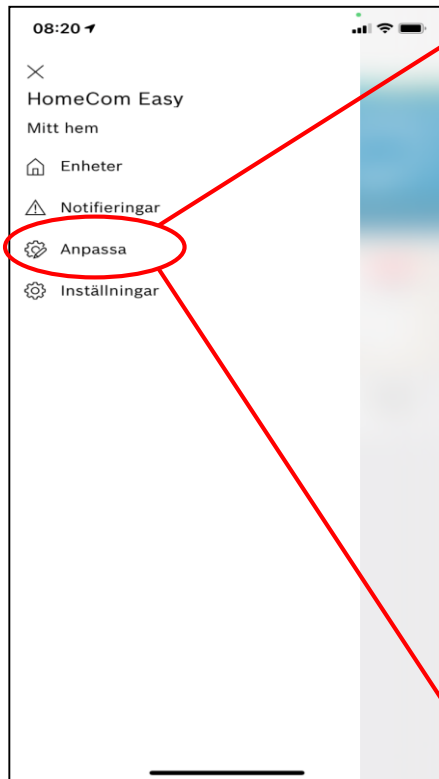 08:20
HomeCom Easy
Mitt hem
Enheter
Notifieringar
Anpassa
Inställningar